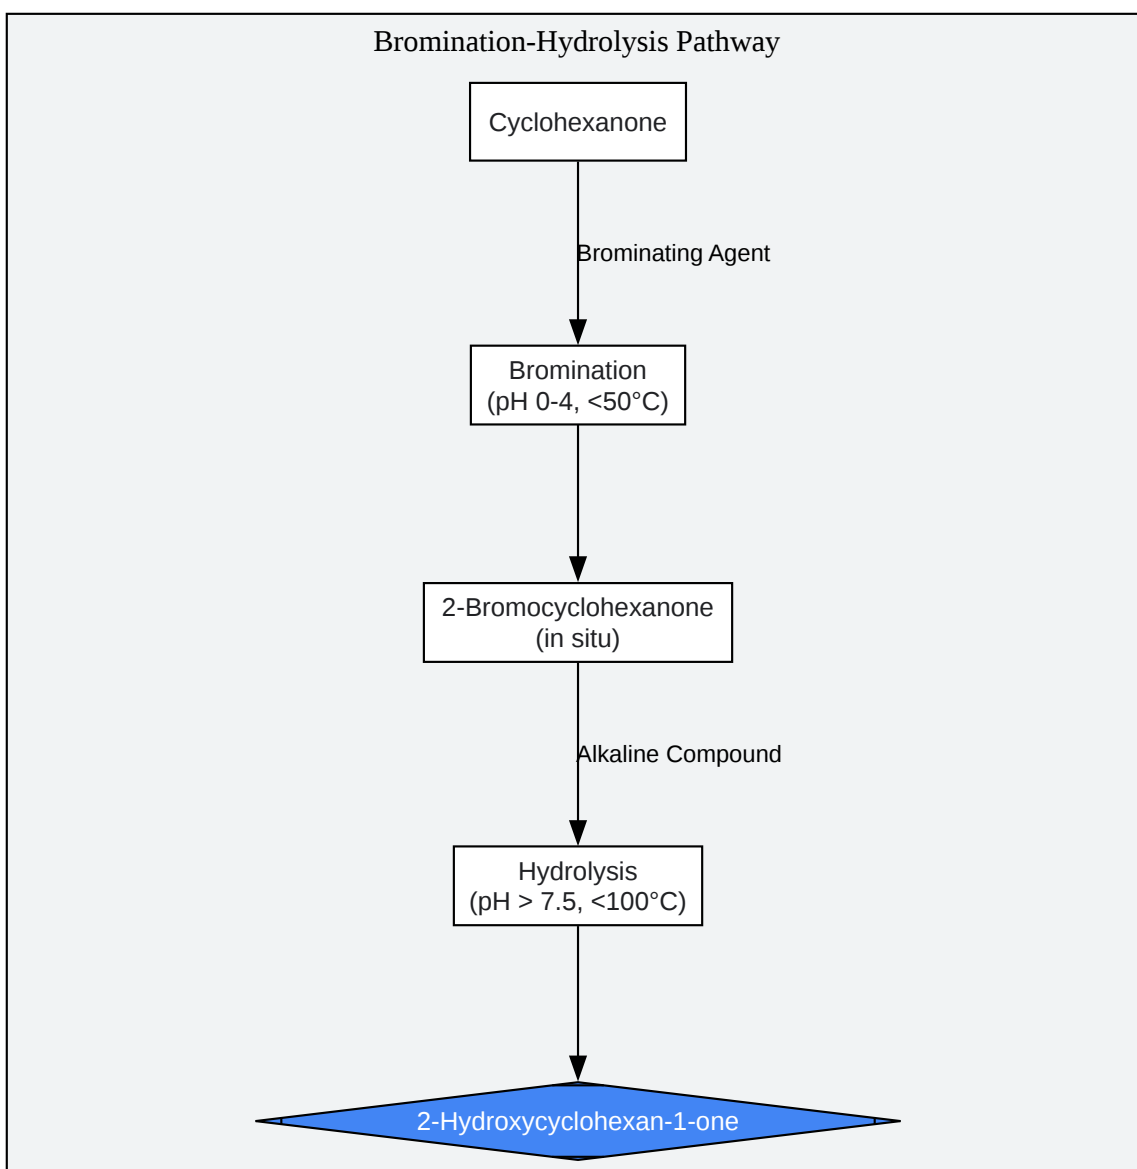 Bromination-Hydrolysis Pathway
Cyclohexanone
Brominating Agent
Bromination
(pH 0-4, <50°C)
2-Bromocyclohexanone
(in situ)
Alkaline Compound
Hydrolysis
(pH > 7.5, <100°C)
2-Hydroxycyclohexan-1-one